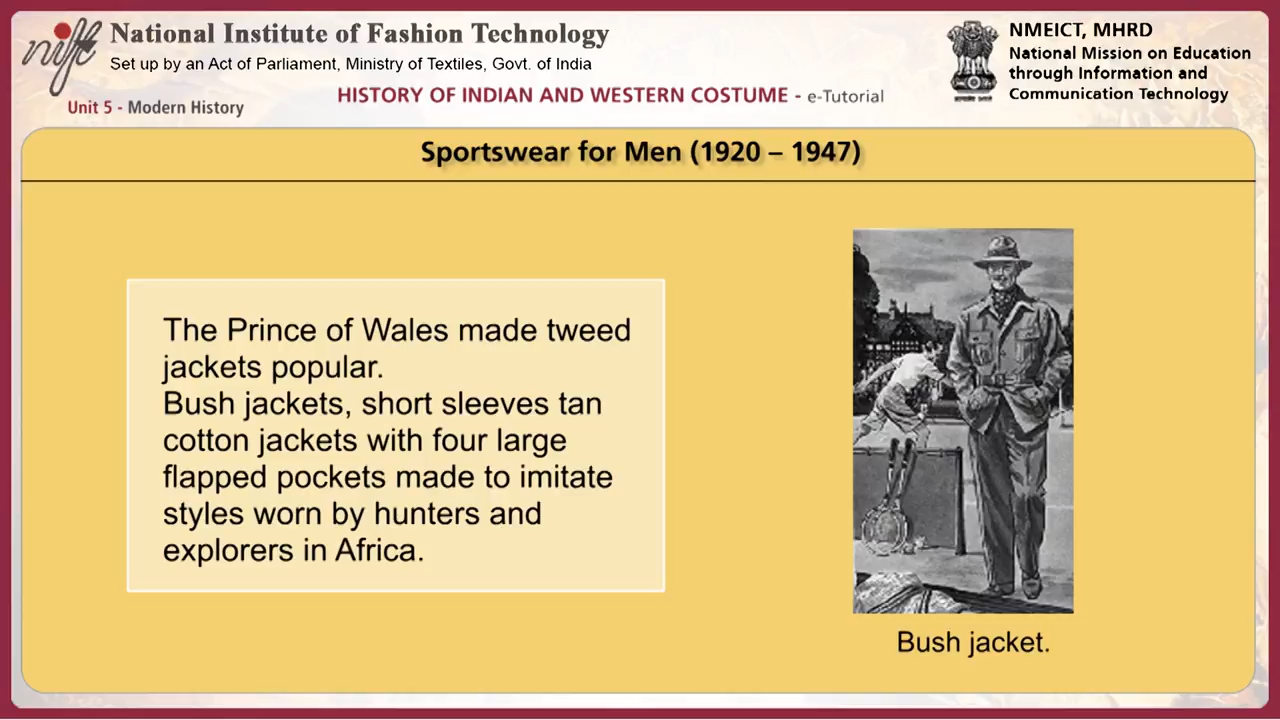 nift
National Institute of Fashion Technology
Set up by an Act of Parliament, Ministry of Textiles, Govt. of India
Unit 5 - Modern History
HISTORY OF INDIAN AND WESTERN COSTUME - e-Tutorial
NMEICT, MHRD
National Mission on Education
through Information and
Communication Technology
Sportswear for Men (1920 – 1947)
The Prince of Wales made tweed
jackets popular.
Bush jackets, short sleeves tan
cotton jackets with four large
flapped pockets made to imitate
styles worn by hunters and
explorers in Africa.
Bush jacket.